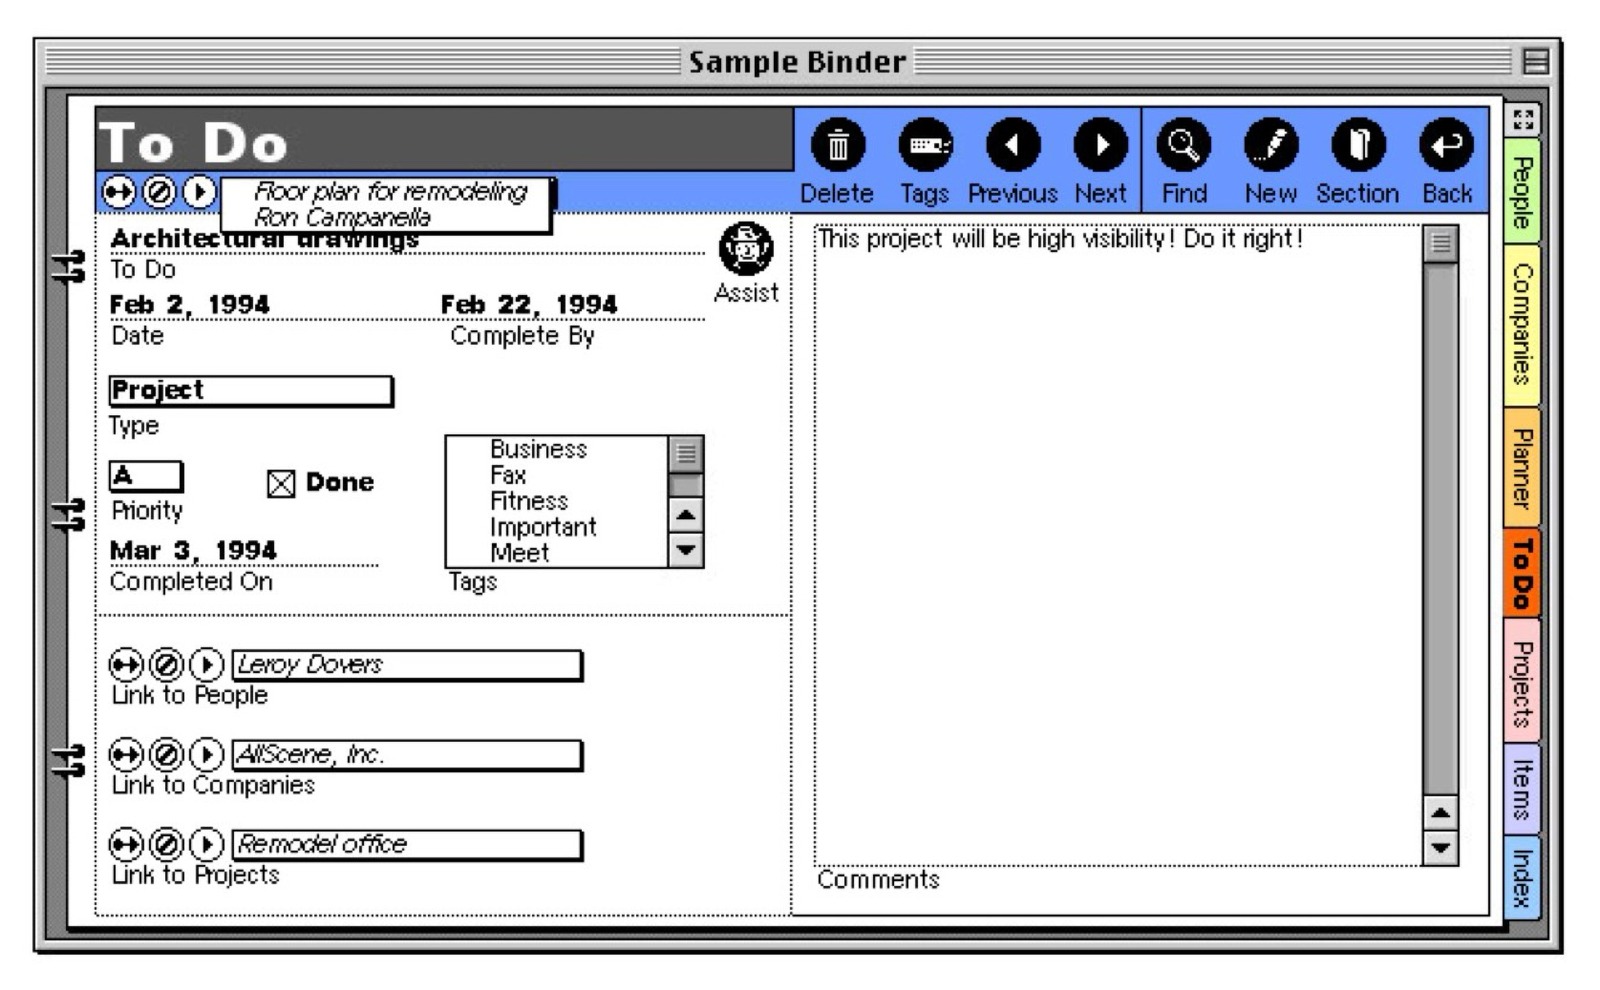 Sample Binder
To Do
Delete Tags Previous Next Find New Section Back
Floor plan for remodeling
Ron Campanella
Architectural drawings
To Do
Assist
Feb 2, 1994 Feb 22, 1994
Date Complete By
Project
Type
A
Priority
Done
Mar 3, 1994
Completed On
Business
Fax
Fitness
Important
Meet
Tags
Leroy Dovers
Link to People
AllScene, Inc.
Link to Companies
Remodel office
Link to Projects
This project will be high visibility! Do it right!
Comments
People
Companies
Planner
To Do
Projects
Items
Index